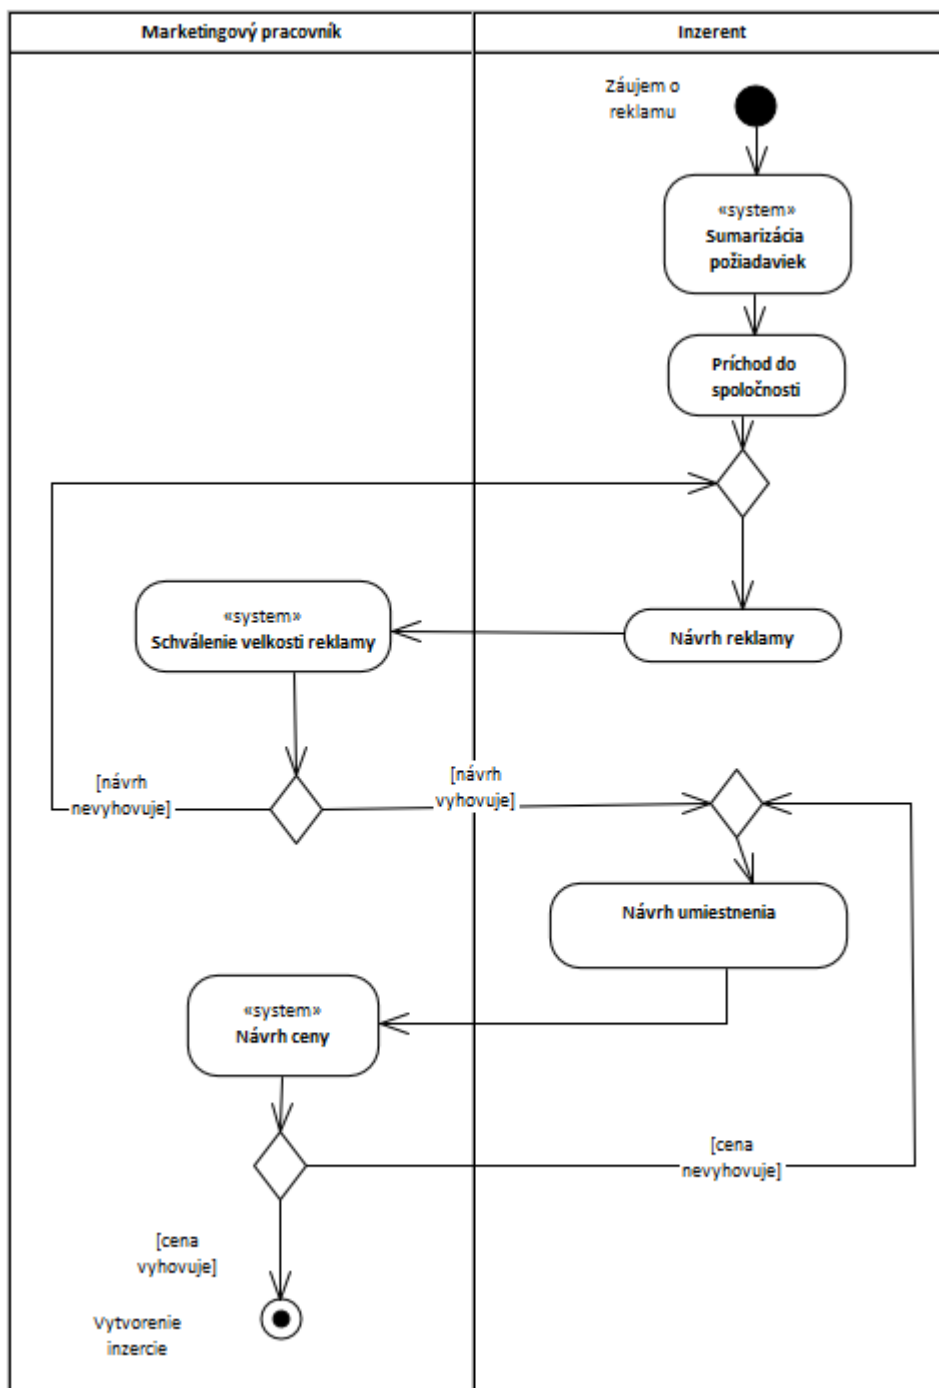 Marketingový pracovník
Inzerent
Záujem o
reklamu
«system»
Sumarizácia
požiadaviek
Príchod do
spoločnosti
Návrh reklamy
«system»
Schválenie velkosti reklamy
[návrh
nevyhovuje]
[návrh
vyhovuje]
Návrh umiestnenia
«system»
Návrh ceny
[cena
nevyhovuje]
[cena
vyhovuje]
Vytvorenie
inzercie